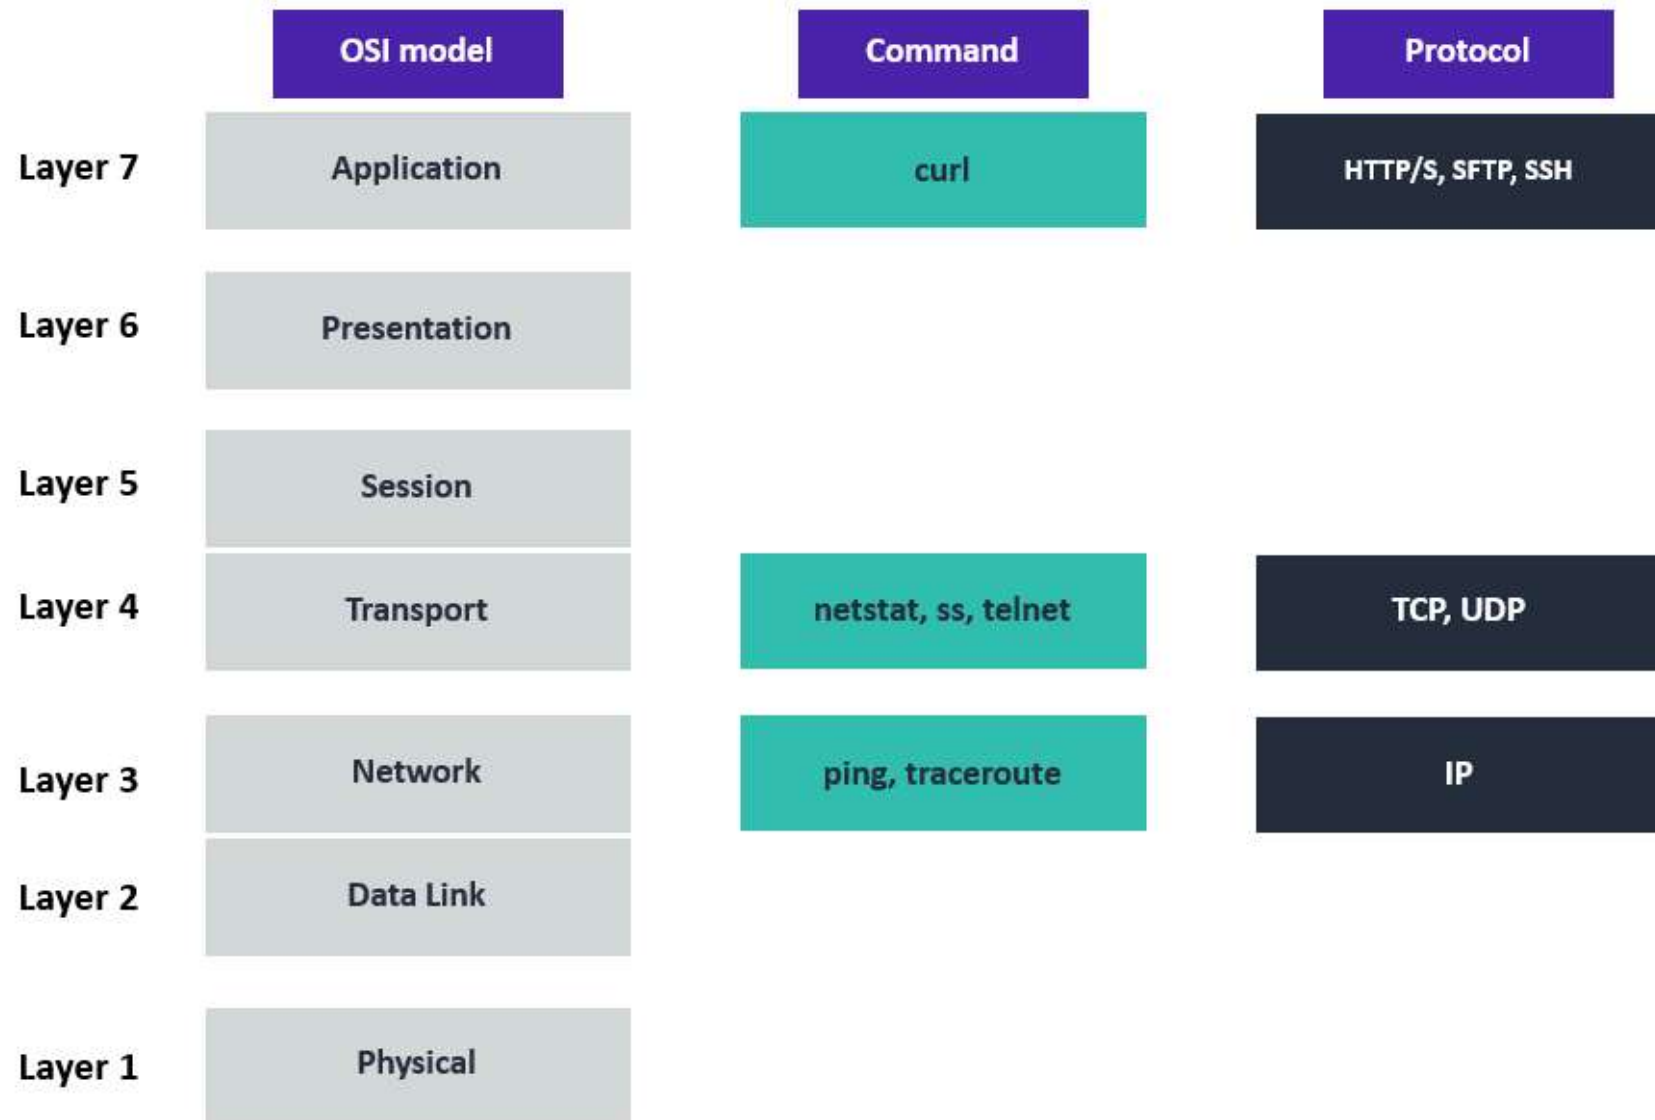 OSI model Command Protocol
Layer 7 Application curl HTTP/S, SFTP, SSH
Layer 6 Presentation
Layer 5 Session
Layer 4 Transport netstat, ss, telnet TCP, UDP
Layer 3 Network ping, traceroute IP
Layer 2 Data Link
Layer 1 Physical